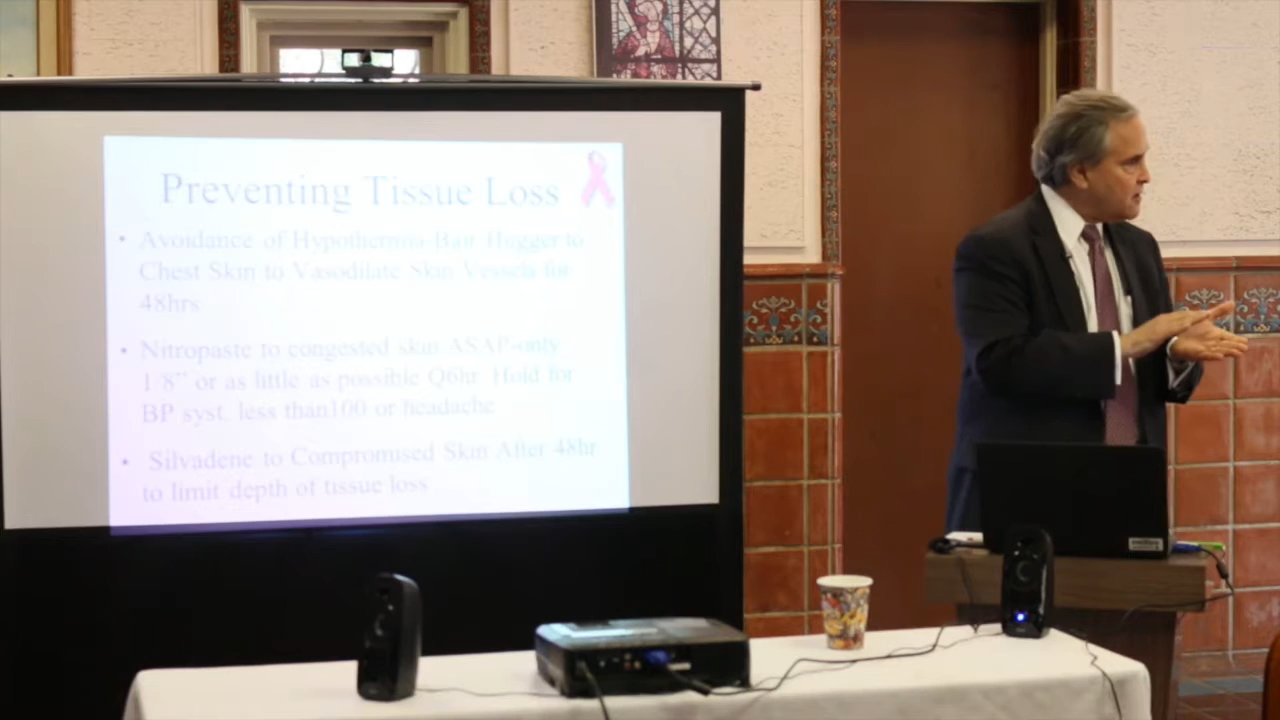 Preventing Tissue Loss
• Avoidance of Hypothermia-Bair Hugger to
Chest Skin to Vasodilate Skin Vessels for
48hrs
• Nitropaste to congested skin ASAP-only
1/8” or as little as possible Q6hr. Hold for
BP syst. less than100 or headache
• Silvadene to Compromised Skin After 48hr
to limit depth of tissue loss